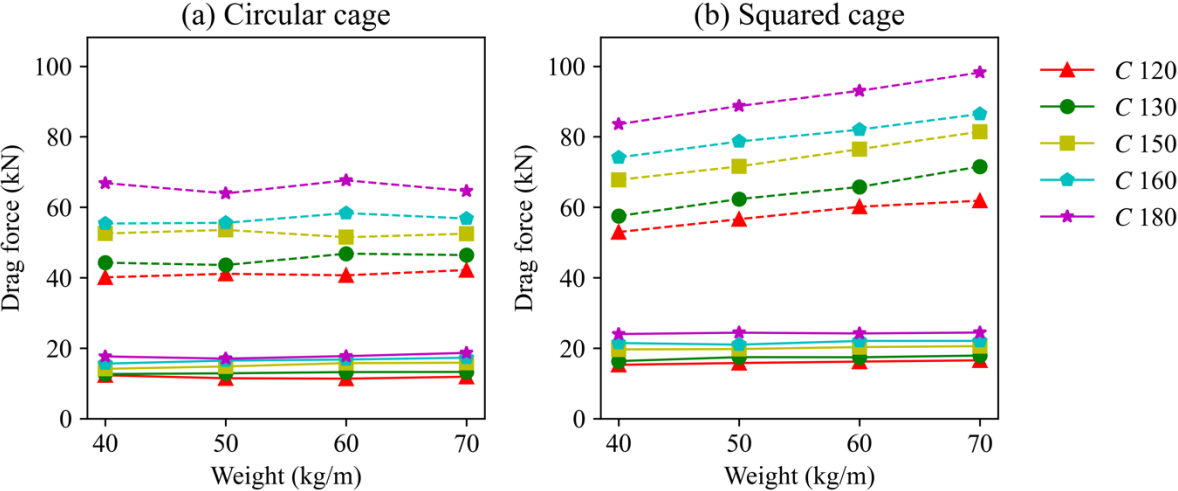 (a) Circular cage
(b) Squared cage
Drag force (kN)
100
80
60
40
20
0
40 50 60 70
Weight (kg/m)
Drag force (kN)
100
80
60
40
20
0
40 50 60 70
Weight (kg/m)
C 120
C 130
C 150
C 160
C 180